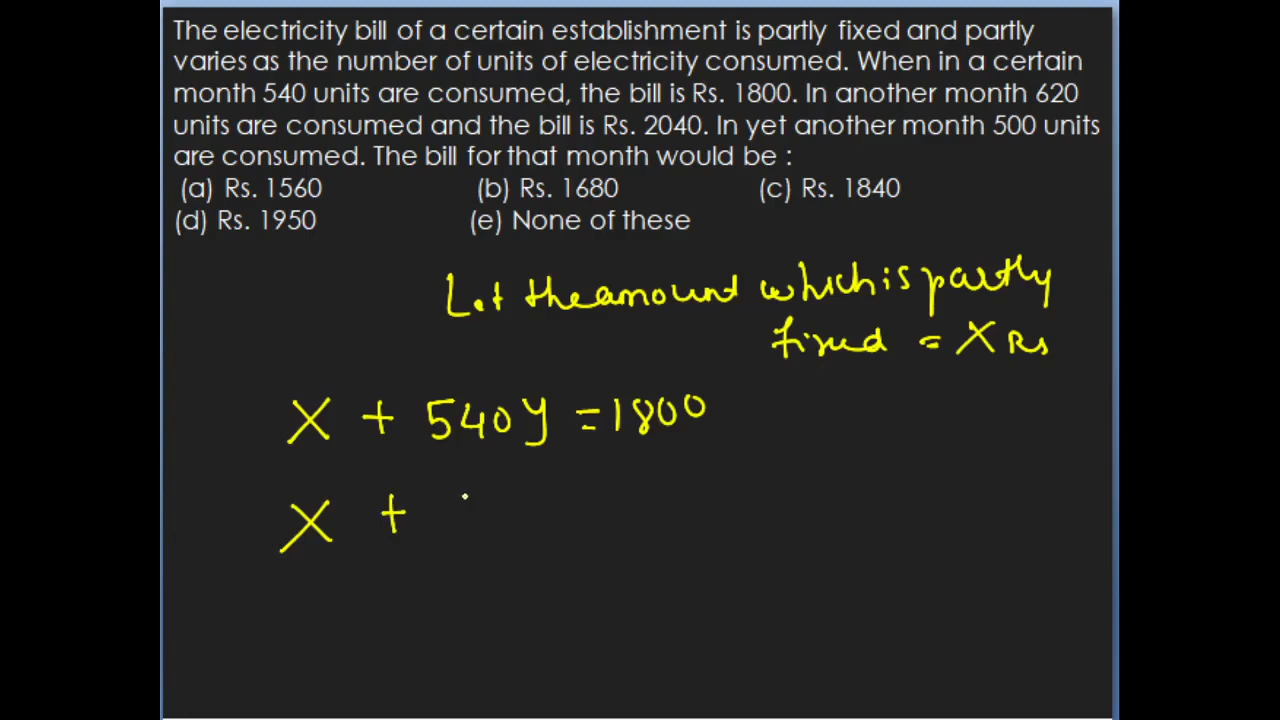 The electricity bill of a certain establishment is partly fixed and partly
varies as the number of units of electricity consumed. When in a certain
month 540 units are consumed, the bill is Rs. 1800. In another month 620
units are consumed and the bill is Rs. 2040. In yet another month 500 units
are consumed. The bill for that month would be :
(a) Rs. 1560 (b) Rs. 1680 (c) Rs. 1840
(d) Rs. 1950 (e) None of these
Let the amount which is partly
fixed = X Rs
X + 540y = 1800
X +